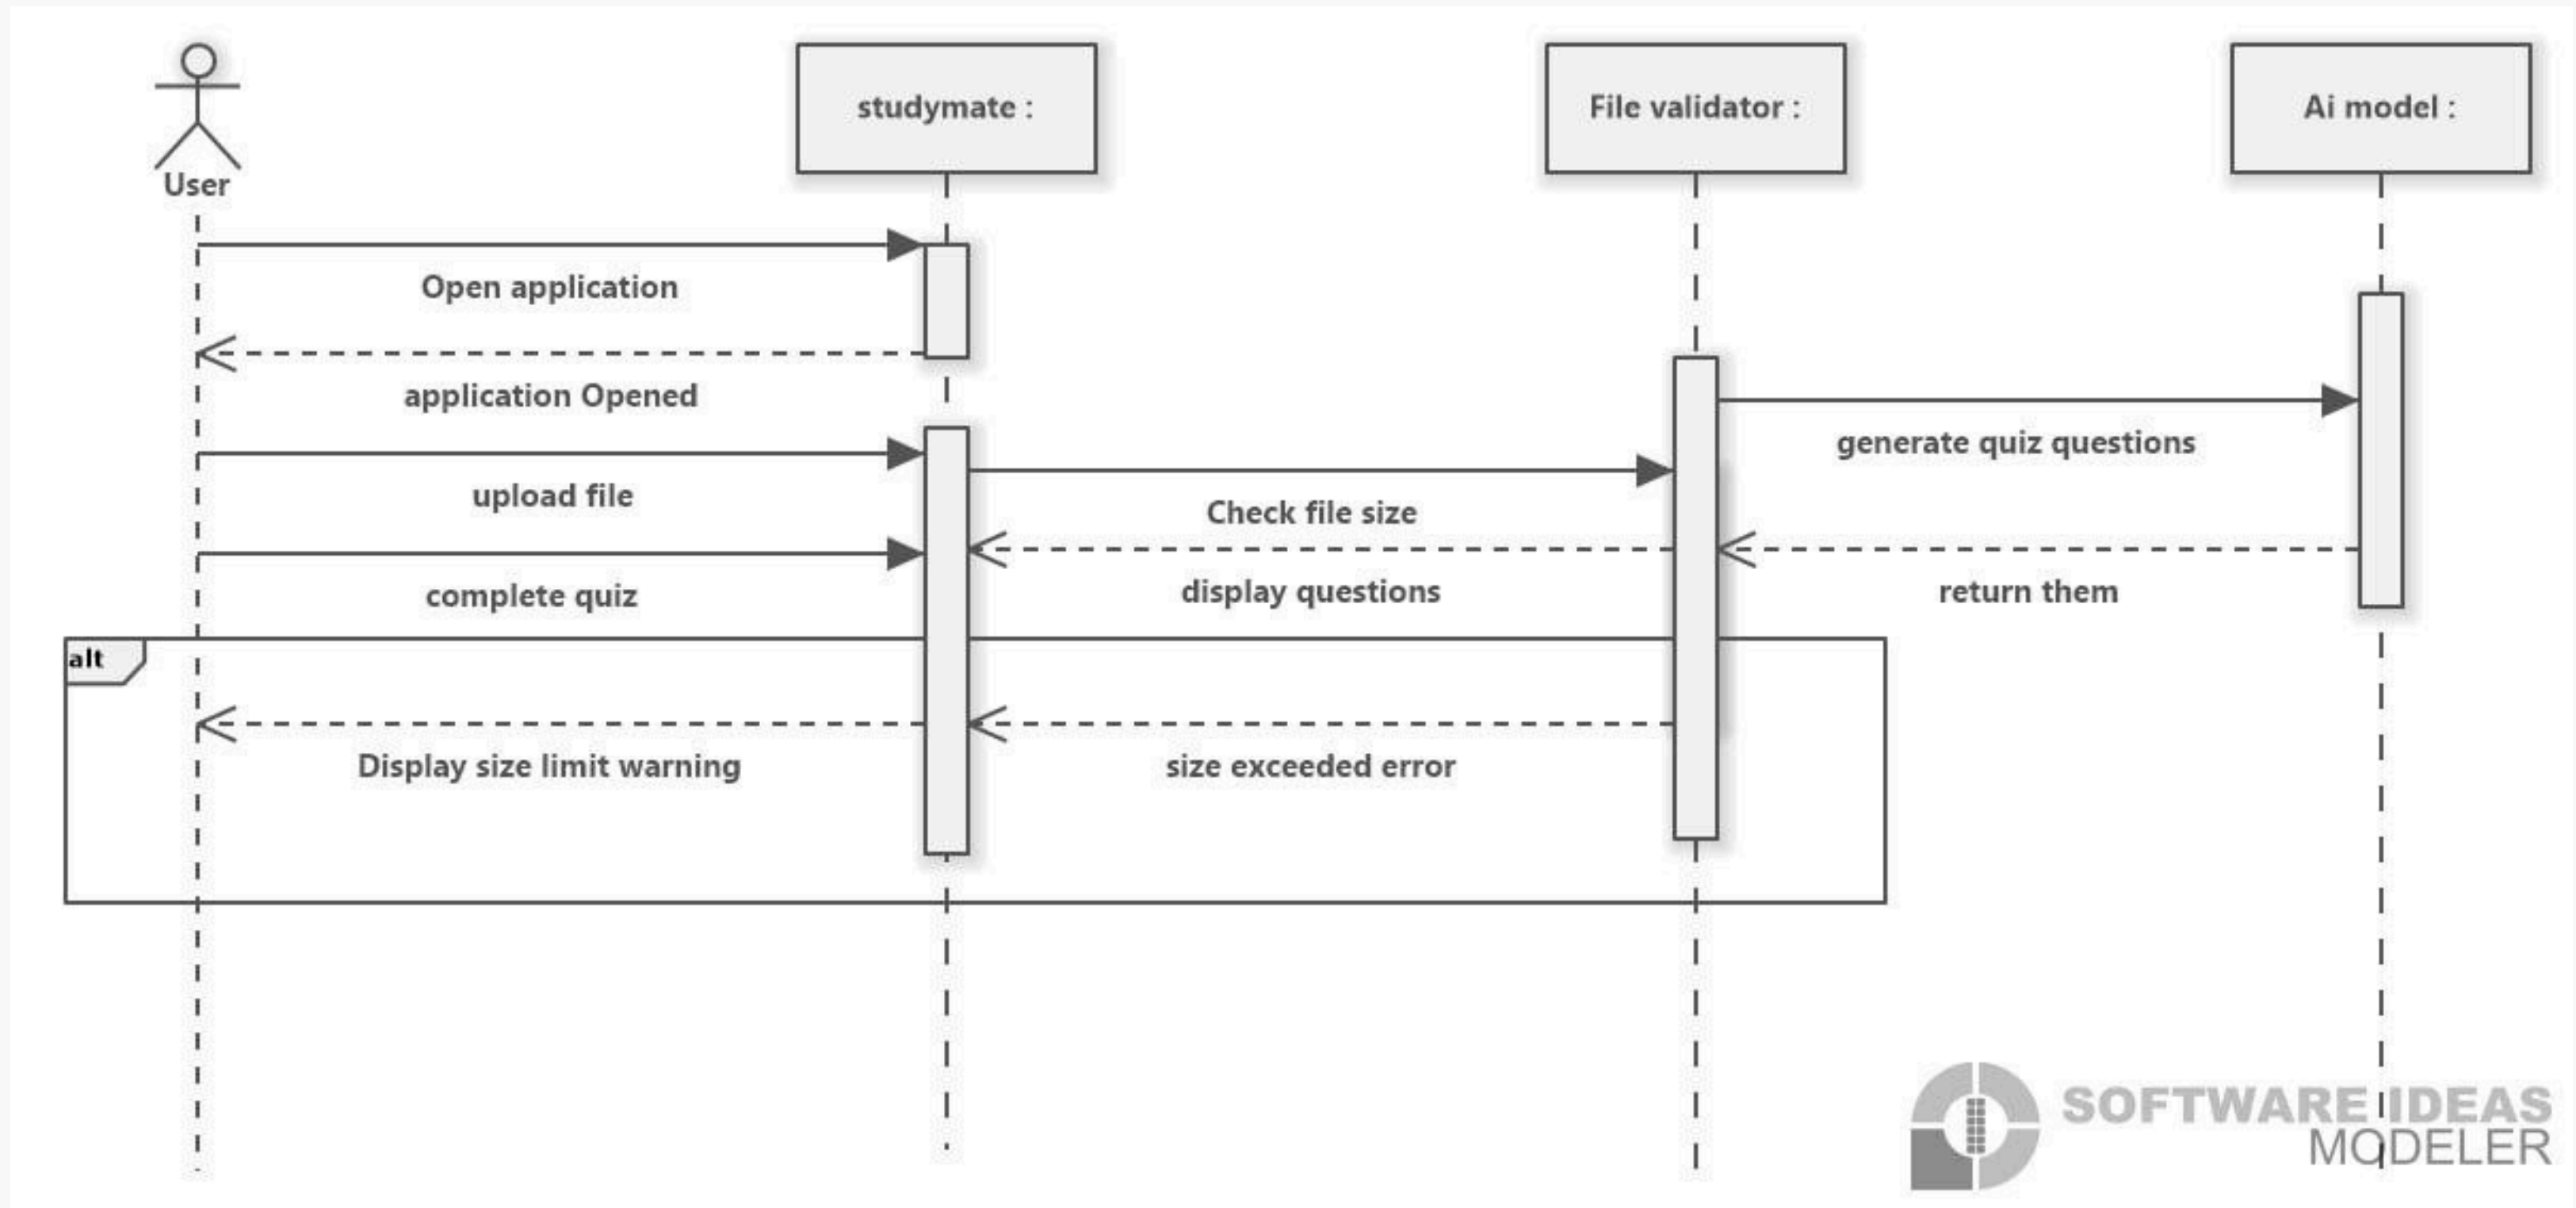 User
studymate :
File validator :
Ai model :
Open application
application Opened
generate quiz questions
upload file
Check file size
complete quiz
display questions
return them
alt
Display size limit warning
size exceeded error
SOFTWARE IDEAS
MODELER